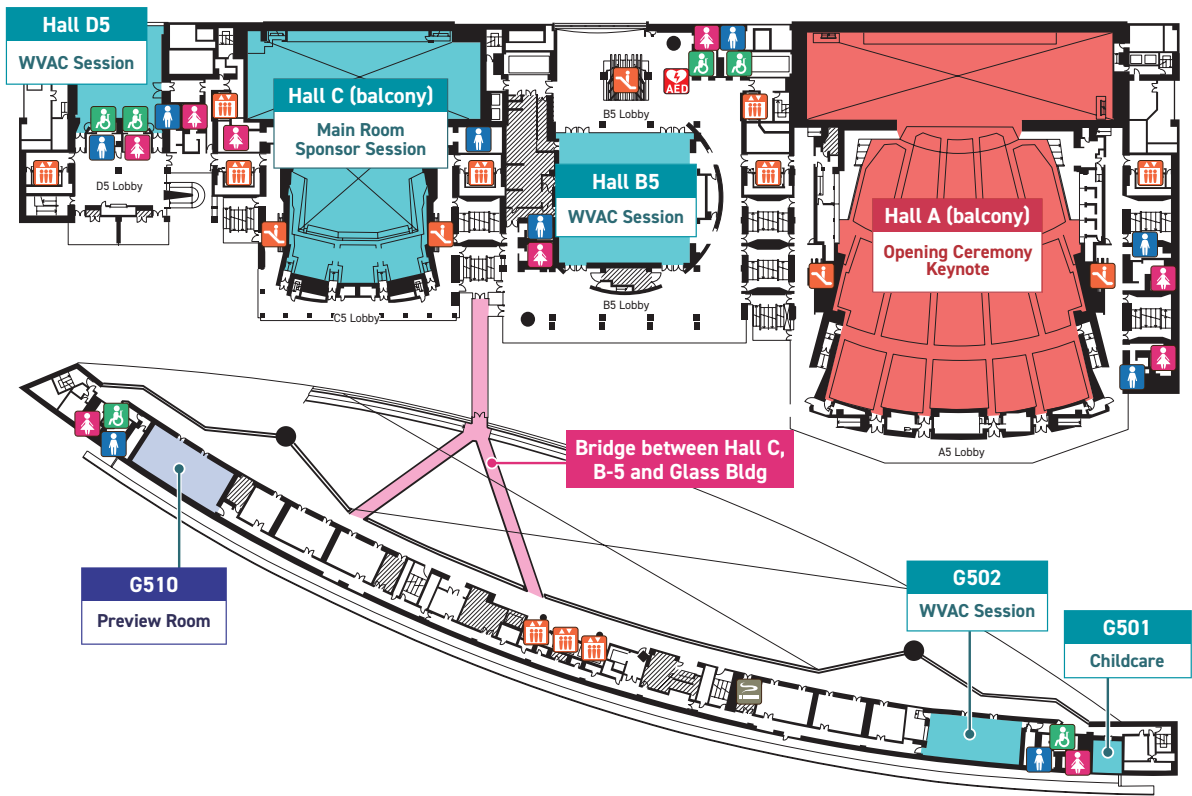 Hall D5
WVAC Session
Hall C (balcony)
Main Room
Sponsor Session
AED
B5 Lobby
Hall B5
WVAC Session
D5 Lobby
Hall A (balcony)
Opening Ceremony
Keynote
B5 Lobby
C5 Lobby
A5 Lobby
Bridge between Hall C,
B-5 and Glass Bldg
G510
Preview Room
G502
WVAC Session
G501
Childcare